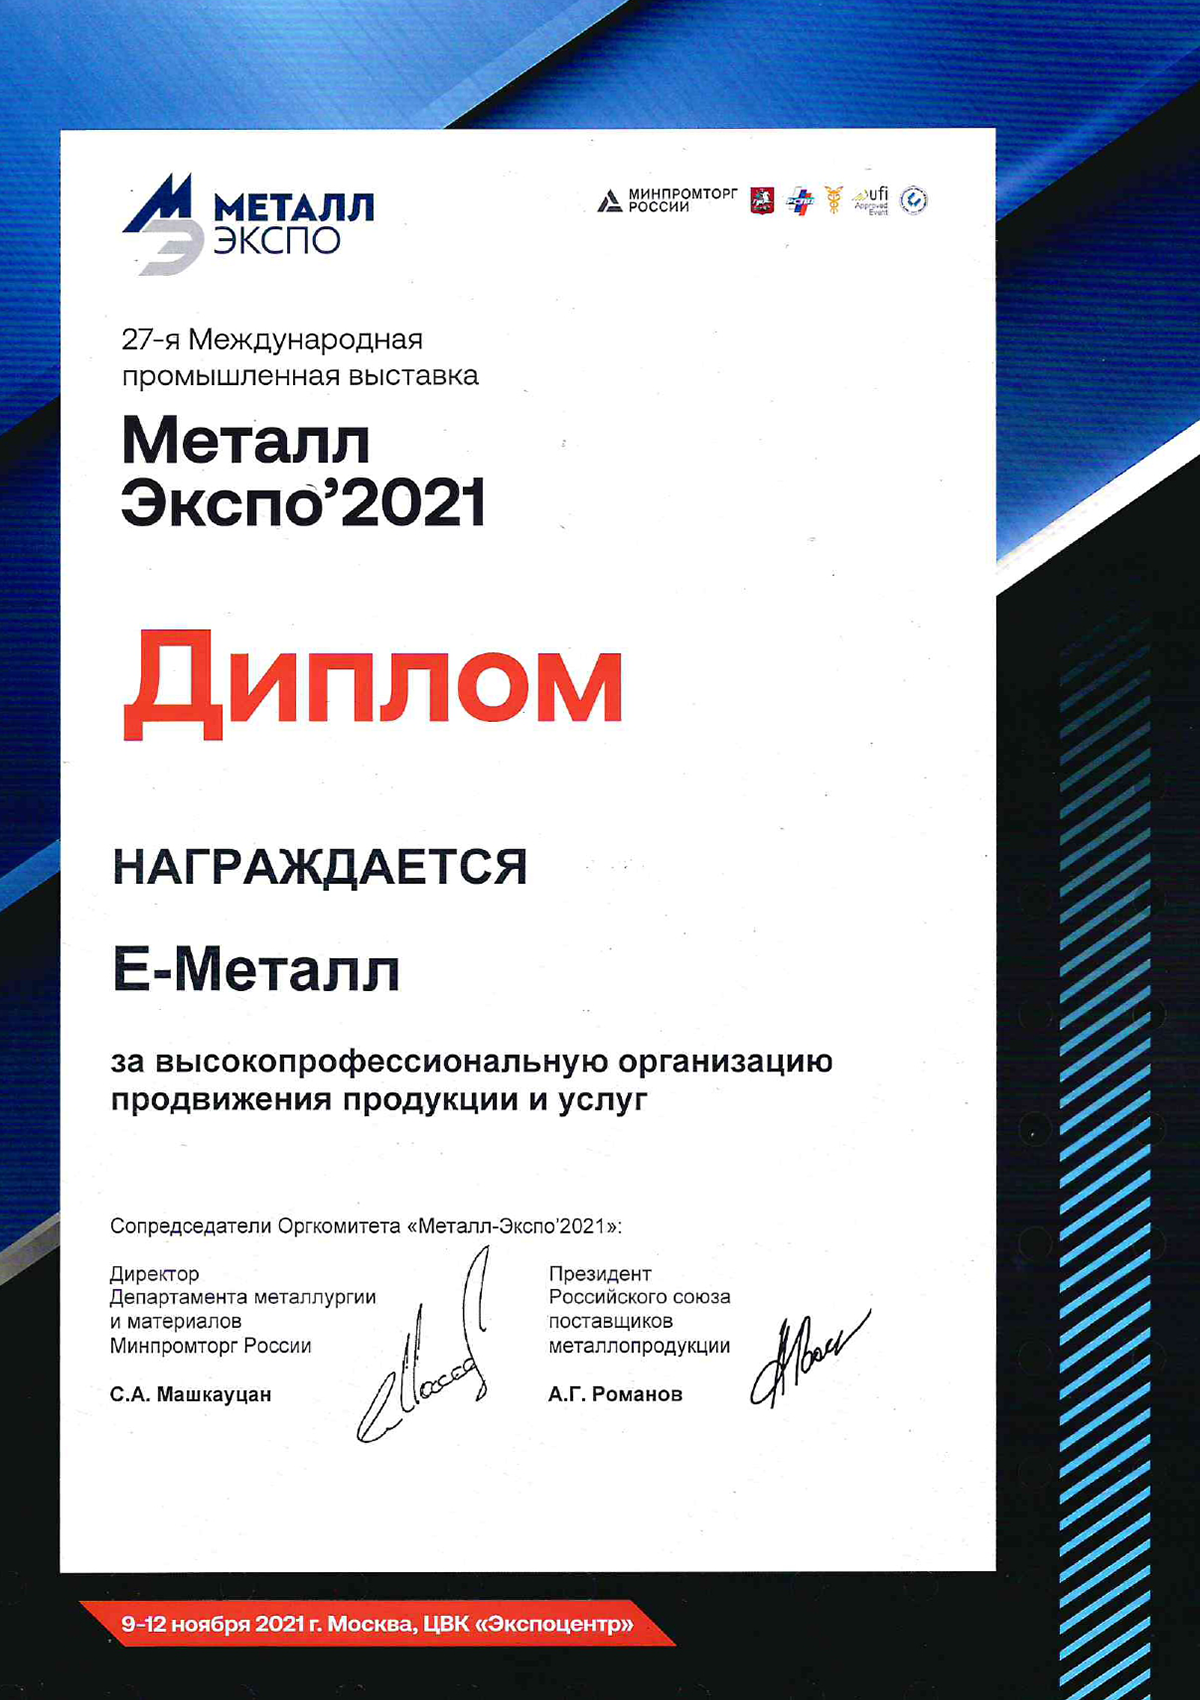 МЕТАЛЛ
ЭКСПО
МИНПРОМТОРГ
РОССИИ
ufi
Approved
Event
27-я Международная
промышленная выставка
Металл
Экспо’2021
Диплом
НАГРАЖДАЕТСЯ
Е-Металл
за высокопрофессиональную организацию
продвижения продукции и услуг
Сопредседатели Оргкомитета «Металл-Экспо’2021»:
Директор
Департамента металлургии
и материалов
Минпромторг России
С.А. Машкауцан
Президент
Российского союза
поставщиков
металлопродукции
А.Г. Романов
9-12 ноября 2021 г. Москва, ЦВК «Экспоцентр»